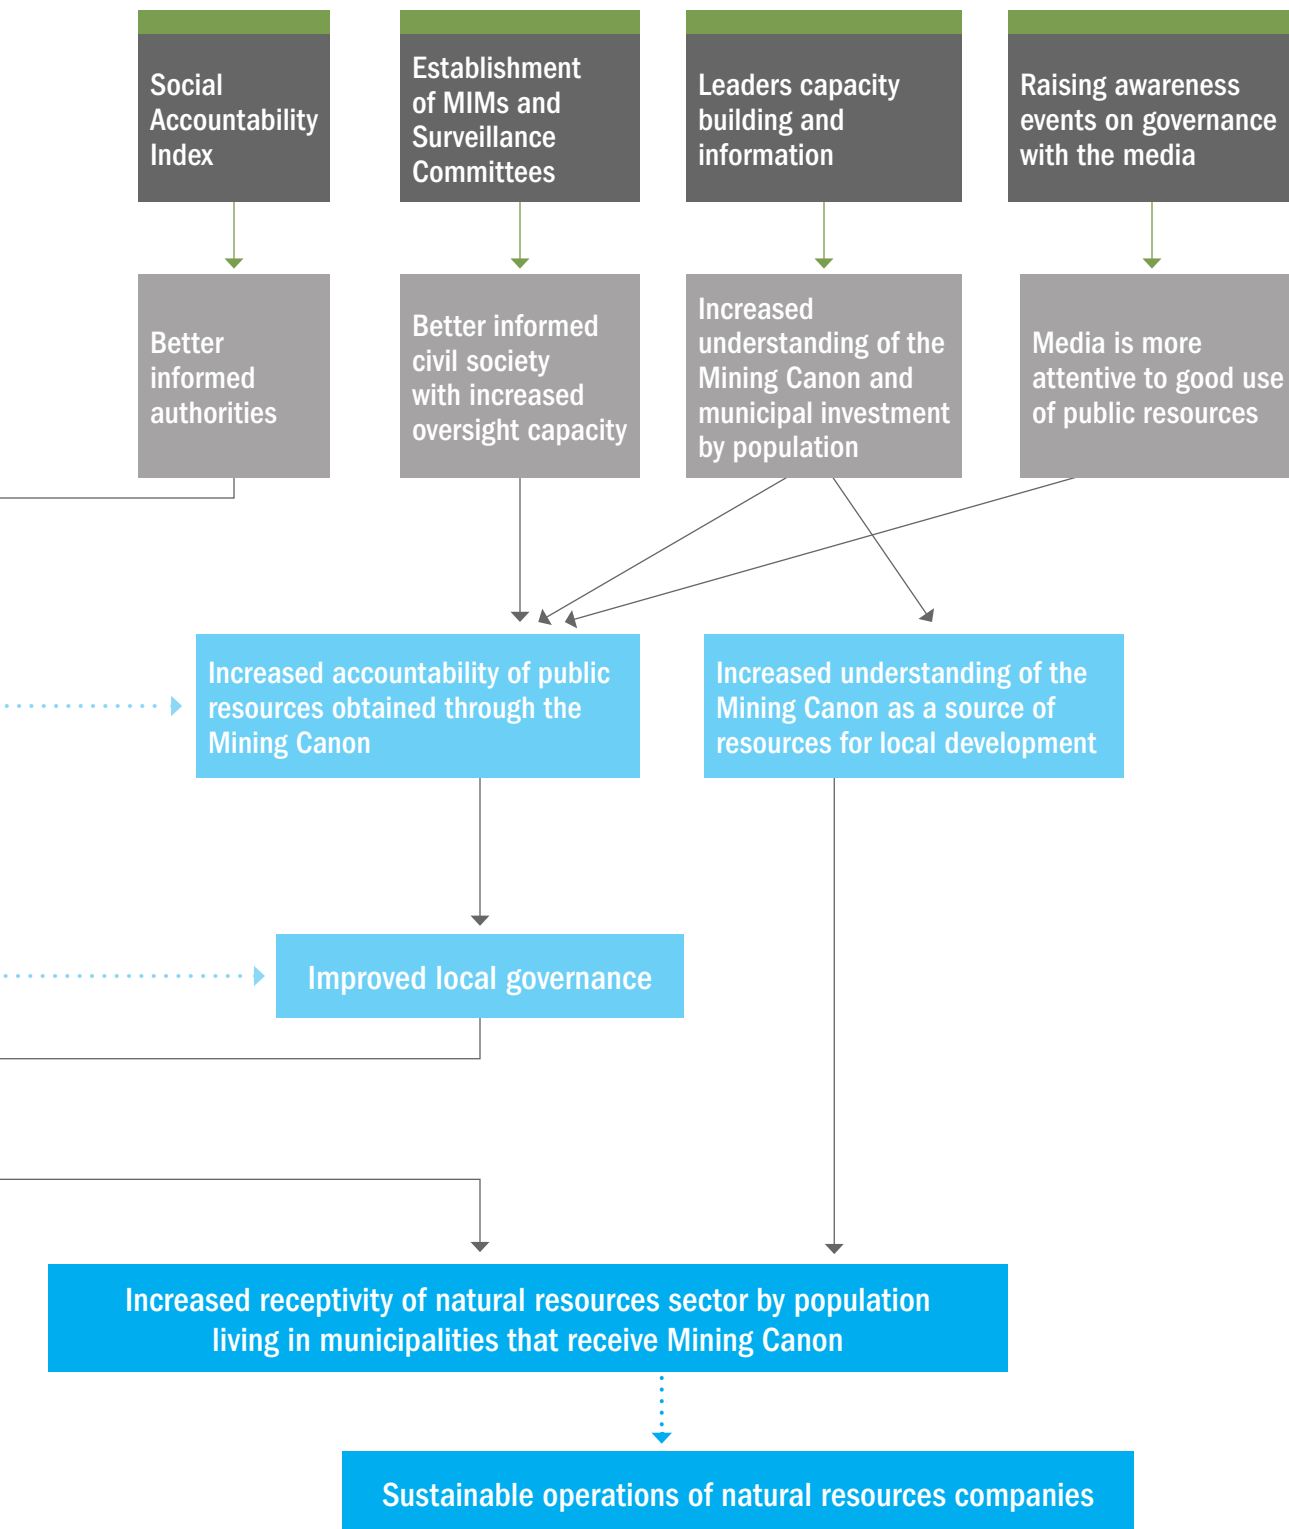 Social
Accountability
Index
Establishment
of MIMs and
Surveillance
Committees
Leaders capacity
building and
information
Raising awareness
events on governance
with the media
Better
informed
authorities
Better informed
civil society
with increased
oversight capacity
Increased
understanding of the
Mining Canon and
municipal investment
by population
Media is more
attentive to good use
of public resources
Increased accountability of public
resources obtained through the
Mining Canon
Increased understanding of the
Mining Canon as a source of
resources for local development
Improved local governance
Increased receptivity of natural resources sector by population
living in municipalities that receive Mining Canon
Sustainable operations of natural resources companies